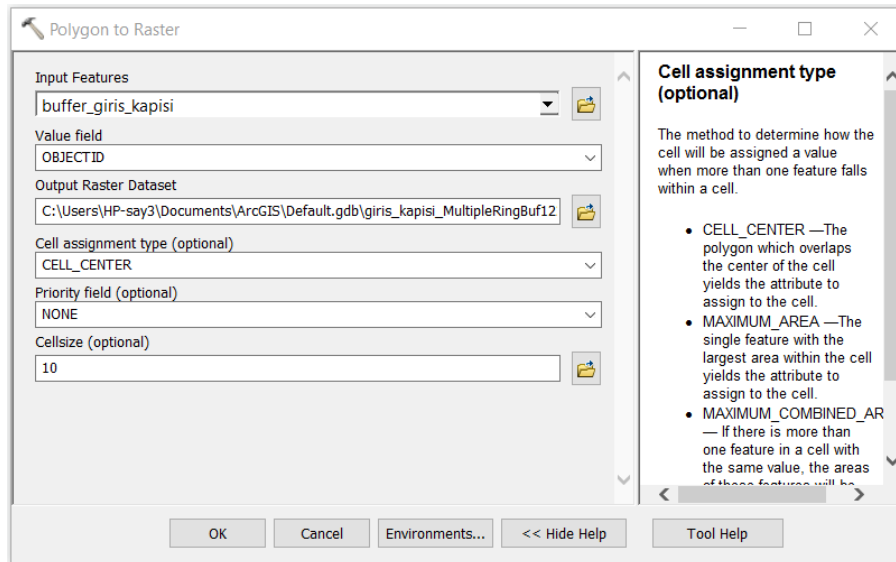 Polygon to Raster
Input Features
buffer_giris_kapisi
Value field
OBJECTID
Output Raster Dataset
C:\Users\HP-say3\Documents\ArcGIS\Default.gdb\giris_kapisi_MultipleRingBuf12
Cell assignment type (optional)
CELL_CENTER
Priority field (optional)
NONE
Cellsize (optional)
10
Cell assignment type
(optional)
The method to determine how the
cell will be assigned a value
when more than one feature falls
within a cell.
• CELL_CENTER —The
polygon which overlaps
the center of the cell
yields the attribute to
assign to the cell.
• MAXIMUM_AREA —The
single feature with the
largest area within the cell
yields the attribute to
assign to the cell.
• MAXIMUM_COMBINED_AR
— If there is more than
one feature in a cell with
the same value, the areas
of these features will be
OK
Cancel
Environments...
<< Hide Help
Tool Help